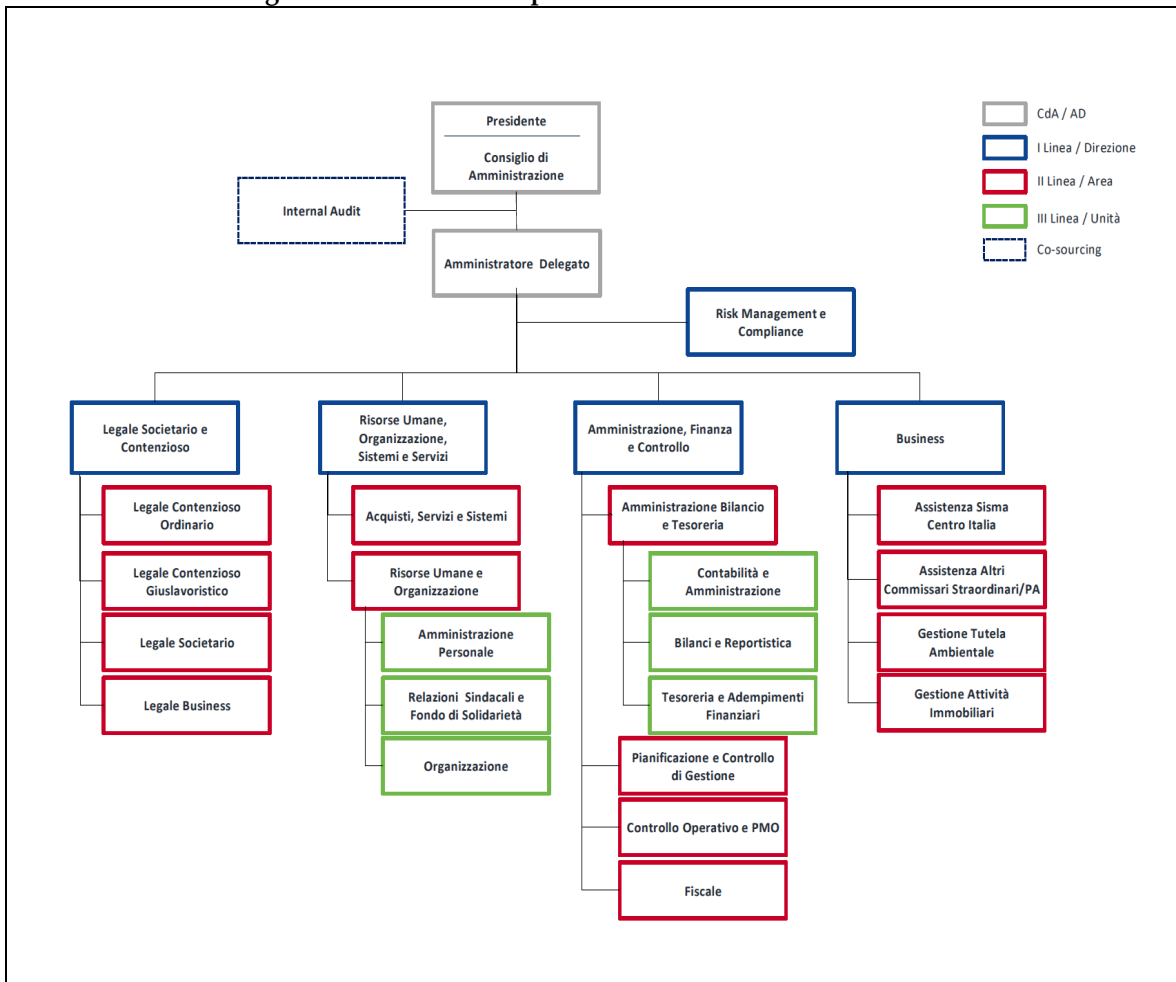 Presidente
Consiglio di
Amministrazione
Internal Audit
Amministratore Delegato
Risk Management e
Compliance
CdA / AD
I Linea / Direzione
II Linea / Area
III Linea / Unità
Co-sourcing
Legale Societario e
Contenzioso
Legale Contenzioso
Ordinario
Legale Contenzioso
Giuslavoristico
Legale Societario
Legale Business
Risorse Umane,
Organizzazione,
Sistemi e Servizi
Acquisti, Servizi e Sistemi
Risorse Umane e
Organizzazione
Amministrazione
Personale
Relazioni Sindacali e
Fondo di Solidarietà
Organizzazione
Amministrazione, Finanza
e Controllo
Amministrazione Bilancio
e Tesoreria
Contabilità e
Amministrazione
Bilanci e Reportistica
Tesoreria e Adempimenti
Finanziari
Pianificazione e Controllo
di Gestione
Controllo Operativo e PMO
Fiscale
Business
Assistenza Sisma
Centro Italia
Assistenza Altri
Commissari Straordinari/PA
Gestione Tutela
Ambientale
Gestione Attività
Immobiliari